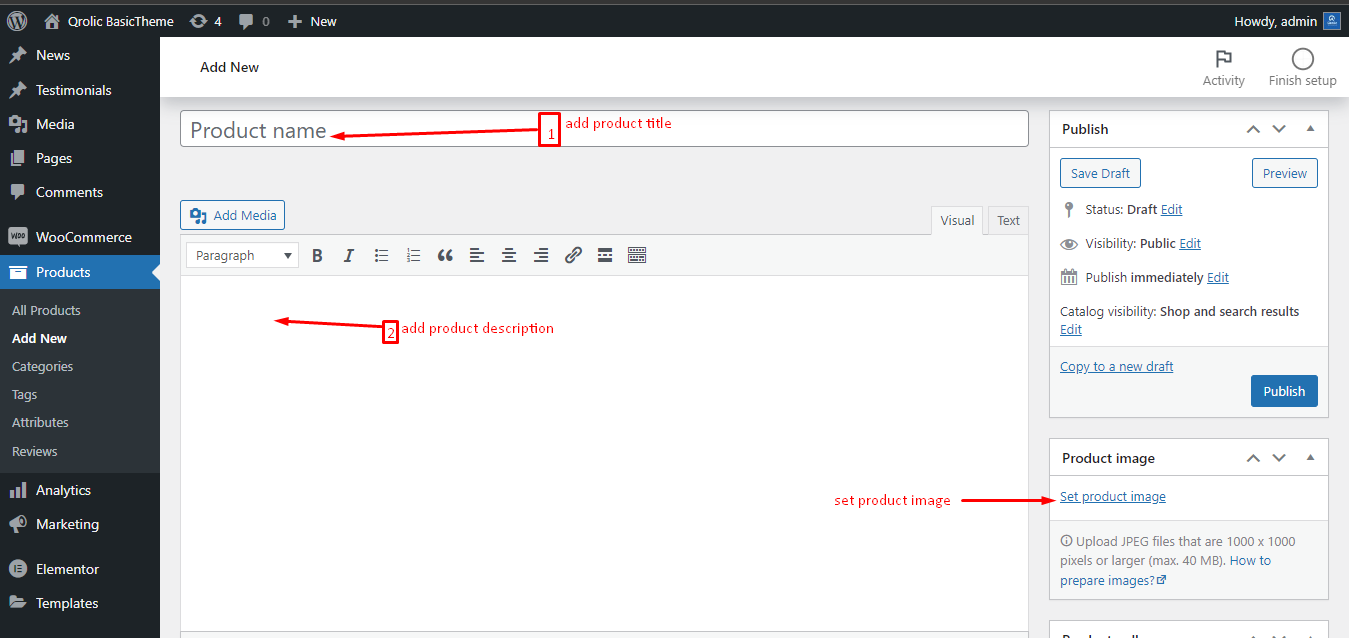 Qrolic BasicTheme 4 0 New Howdy, admin
News
Testimonials
Media
Pages
Comments
WOO WooCommerce
Products
All Products
Add New
Categories
Tags
Attributes
Reviews
Analytics
Marketing
Elementor
Templates
Add New
Activity
Finish setup
Product name
1 add product title
Add Media
Visual Text
Paragraph
2 add product description
Publish
Save Draft Preview
Status: Draft Edit
Visibility: Public Edit
Publish immediately Edit
Catalog visibility: Shop and search results
Edit
Copy to a new draft
Publish
Product image
set product image
Set product image
Upload JPEG files that are 1000 x 1000
pixels or larger (max. 40 MB). How to
prepare images?